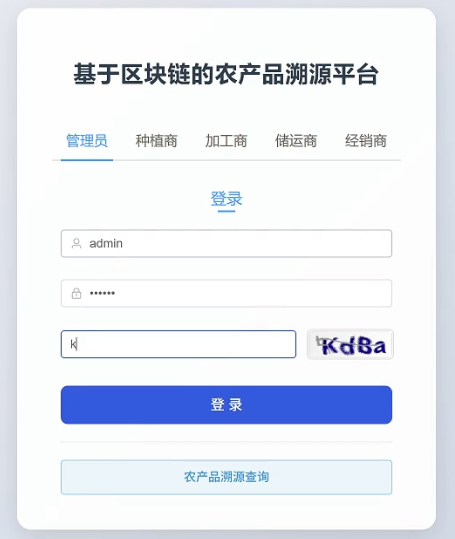 基于区块链的农产品溯源平台
管理员 种植商 加工商 储运商 经销商
登录
admin
••••••
k
KdBa
登 录
农产品溯源查询